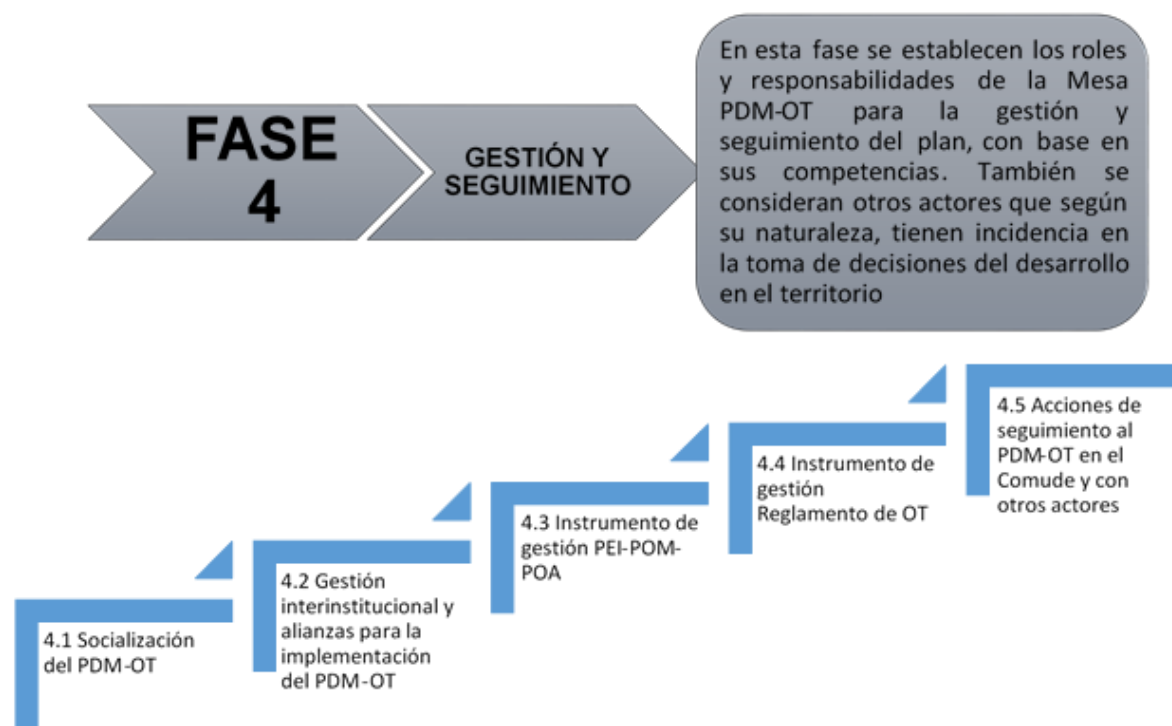 FASE
4
GESTIÓN Y
SEGUIMIENTO
En esta fase se establecen los roles
y responsabilidades de la Mesa
PDM-OT para la gestión y
seguimiento del plan, con base en
sus competencias. También se
consideran otros actores que según
su naturaleza, tienen incidencia en
la toma de decisiones del desarrollo
en el territorio
4.1 Socialización
del PDM-OT
4.2 Gestión
interinstitucional y
alianzas para la
implementación
del PDM-OT
4.3 Instrumento de
gestión PEI-POM-
POA
4.4 Instrumento de
gestión
Reglamento de OT
4.5 Acciones de
seguimiento al
PDM-OT en el
Comude y con
otros actores